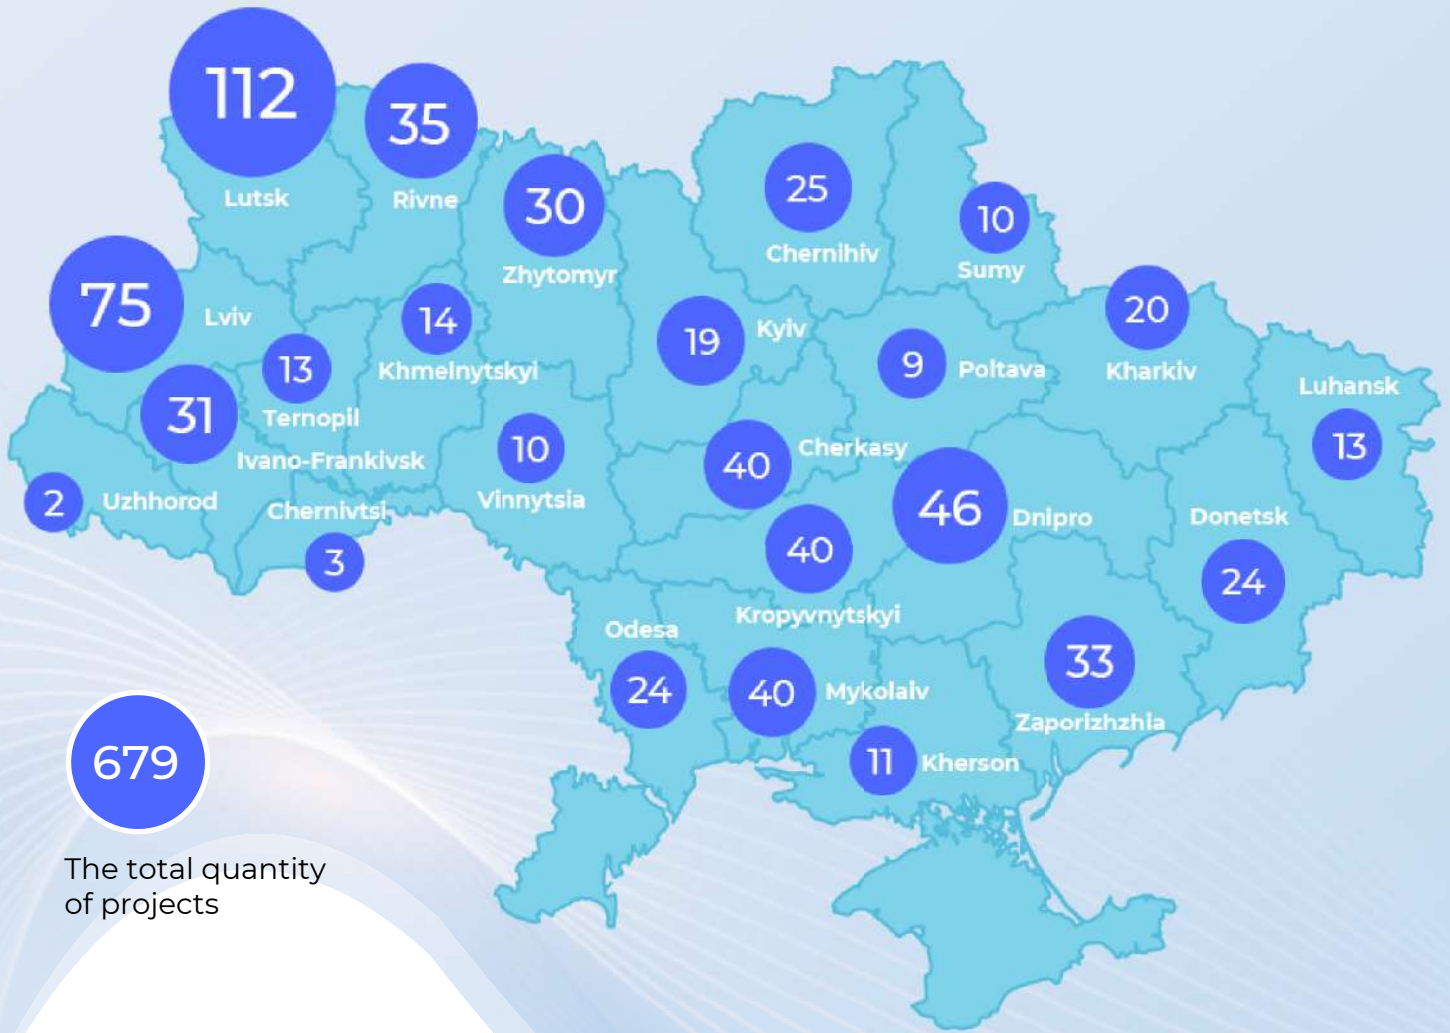 112
Lutsk
35
Rivne
30
Zhytomyr
25
Chernihiv
10
Sumy
75
Lviv
14
Khmelnytskyi
13
Ternopil
31
Ivano-Frankivsk
19
Kyiv
9
Poltava
20
Kharkiv
Luhansk
13
2
Uzhhorod
Chernivtsi
3
10
Vinnytsia
40
Cherkasy
46
Dnipro
40
Kropyvnytskyi
Donetsk
24
Odesa
24
40
Mykolaiv
33
Zaporizhzhia
11
Kherson
679
The total quantity
of projects